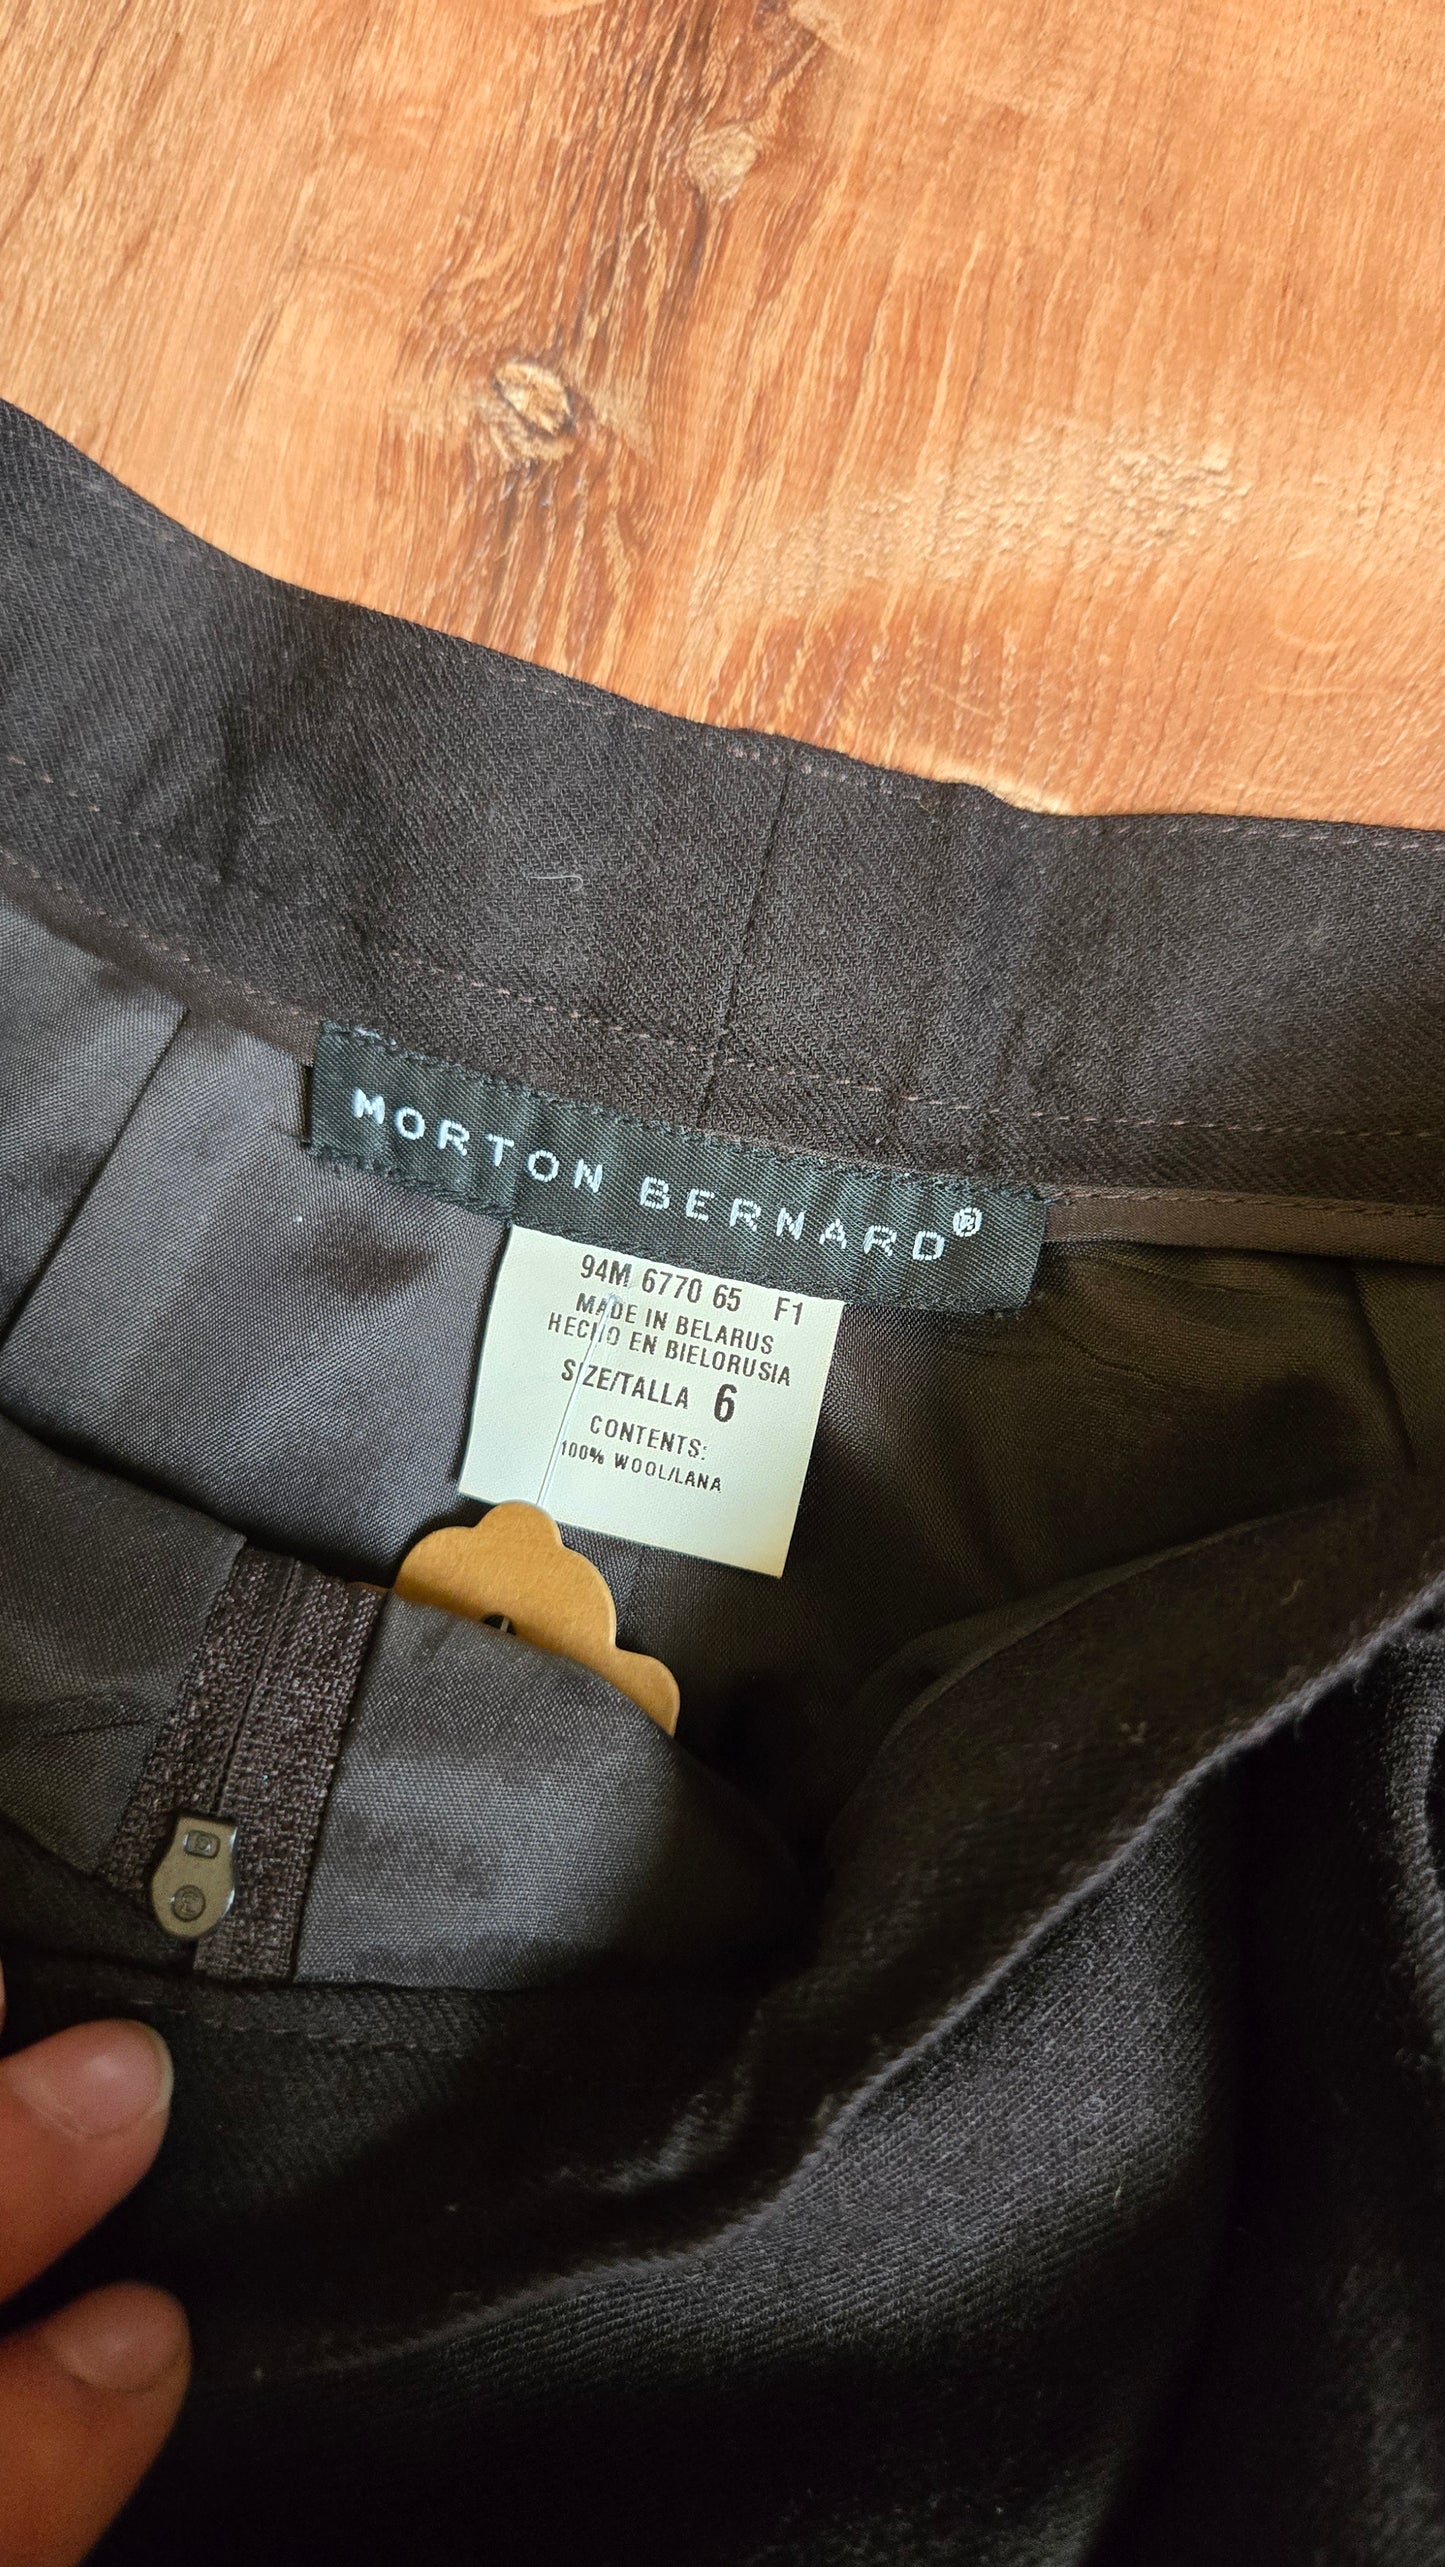 MORTON BERNARD®
94M 6770 65 F1
MADE IN BELARUS
HECHO EN BIELORUSIA
SIZE/TALLA 6
CONTENTS:
100% WOOL/LANA